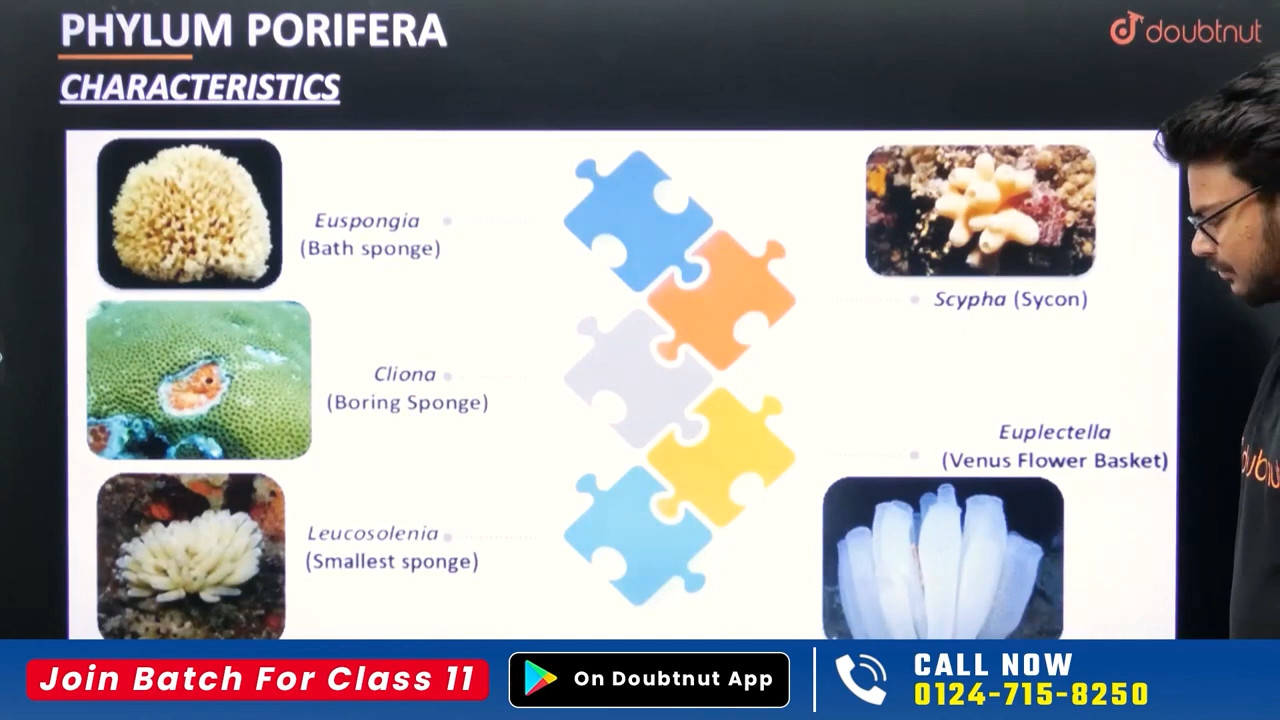 PHYLUM PORIFERA
CHARACTERISTICS
doubtnut
Euspongia
(Bath sponge)
Scypha (Sycon)
Cliona
(Boring Sponge)
Euplectella
(Venus Flower Basket)
Leucosolenia
(Smallest sponge)
Join Batch For Class 11
On Doubtnut App
CALL NOW
0124-715-8250